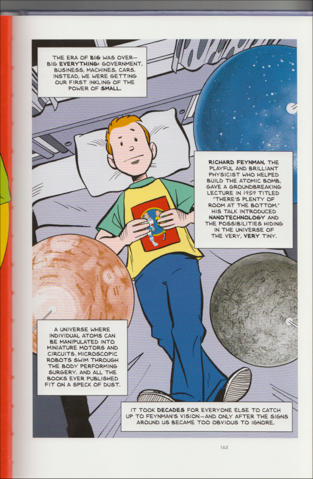 THE ERA OF BIG WAS OVER—
BIG EVERYTHING: GOVERNMENT,
BUSINESS, MACHINES, CARS.
INSTEAD, WE WERE GETTING
OUR FIRST INKLING OF THE
POWER OF SMALL.
RICHARD FEYNMAN, THE
PLAYFUL AND BRILLIANT
PHYSICIST WHO HELPED
BUILD THE ATOMIC BOMB,
GAVE A GROUNDBREAKING
LECTURE IN 1959 TITLED
"THERE'S PLENTY OF
ROOM AT THE BOTTOM."
HIS TALK INTRODUCED
NANOTECHNOLOGY AND
THE POSSIBILITIES HIDING
IN THE UNIVERSE OF
THE VERY, VERY TINY.
A UNIVERSE WHERE
INDIVIDUAL ATOMS CAN
BE MANIPULATED INTO
MINIATURE MOTORS AND
CIRCUITS. MICROSCOPIC
ROBOTS SWIM THROUGH
THE BODY PERFORMING
SURGERY, AND ALL THE
BOOKS EVER PUBLISHED
FIT ON A SPECK OF DUST.
IT TOOK DECADES FOR EVERYONE ELSE TO CATCH
UP TO FEYNMAN'S VISION—AND ONLY AFTER THE SIGNS
AROUND US BECAME TOO OBVIOUS TO IGNORE.